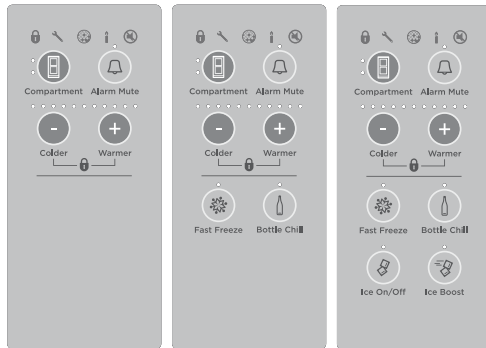 Compartment Alarm Mute
- +
Colder Warmer
Compartment Alarm Mute
- +
Colder Warmer
Fast Freeze Bottle Chill
Compartment Alarm Mute
- +
Colder Warmer
Fast Freeze Bottle Chill
Ice On/Off Ice Boost